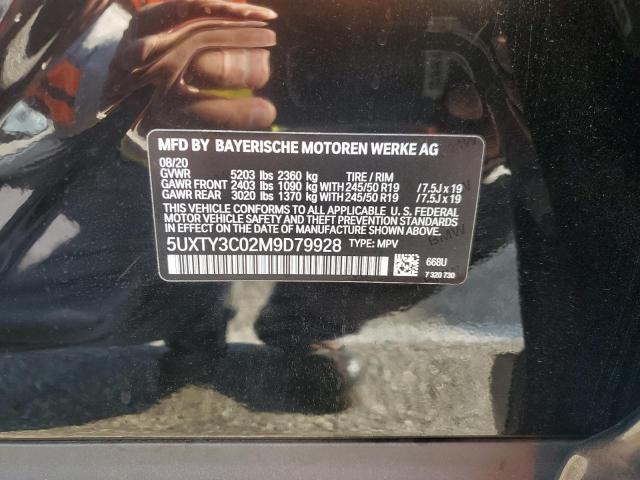 MFD BY BAYERISCHE MOTOREN WERKE AG
08/20
GVWR 5203 lbs 2360 kg TIRE / RIM
GAWR FRONT 2403 lbs 1090 kg WITH 245/50 R19 / 7.5J x 19
GAWR REAR 3020 lbs 1370 kg WITH 245/50 R19 / 7.5J x 19
THIS VEHICLE CONFORMS TO ALL APPLICABLE U. S. FEDERAL
MOTOR VEHICLE SAFETY AND THEFT PREVENTION STANDARDS
IN EFFECT ON THE DATE OF MANUFACTURE SHOWN ABOVE.
5UXTY3C02M9D79928 TYPE: MPV
668U
7 320 730
BMW
BMW